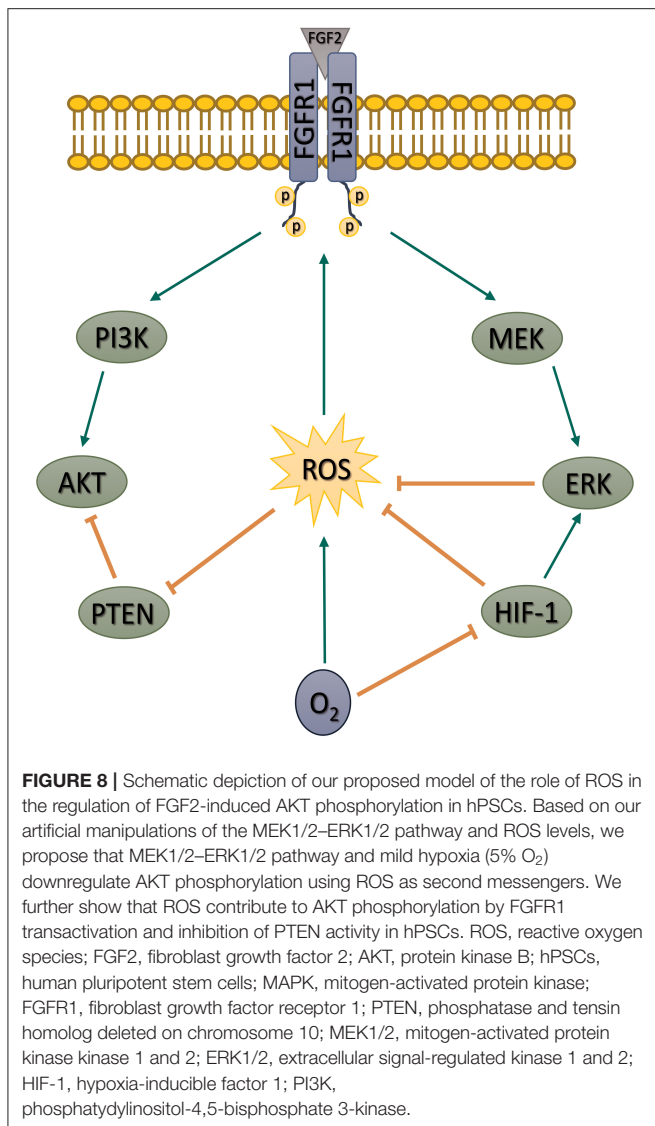 FGF2
FGFR1
FGFR1
p
p
p
p
PI3K
MEK
ROS
AKT
ERK
PTEN
HIF-1
O₂
FIGURE 8 | Schematic depiction of our proposed model of the role of ROS in
the regulation of FGF2-induced AKT phosphorylation in hPSCs. Based on our
artificial manipulations of the MEK1/2–ERK1/2 pathway and ROS levels, we
propose that MEK1/2–ERK1/2 pathway and mild hypoxia (5% O₂)
downregulate AKT phosphorylation using ROS as second messengers. We
further show that ROS contribute to AKT phosphorylation by FGFR1
transactivation and inhibition of PTEN activity in hPSCs. ROS, reactive oxygen
species; FGF2, fibroblast growth factor 2; AKT, protein kinase B; hPSCs,
human pluripotent stem cells; MAPK, mitogen-activated protein kinase;
FGFR1, fibroblast growth factor receptor 1; PTEN, phosphatase and tensin
homolog deleted on chromosome 10; MEK1/2, mitogen-activated protein
kinase kinase 1 and 2; ERK1/2, extracellular signal-regulated kinase 1 and 2;
HIF-1, hypoxia-inducible factor 1; PI3K,
phosphatydylinositol-4,5-bisphosphate 3-kinase.